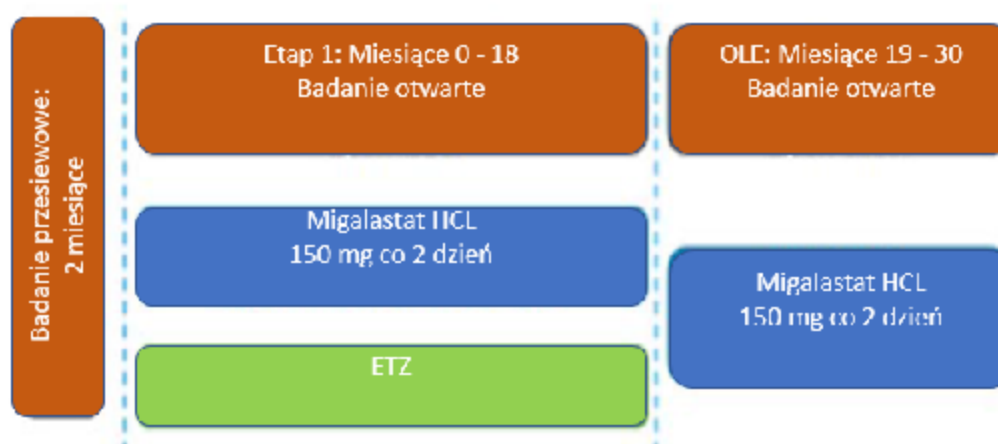 Badanie przesiewowe:
2 miesiące
Etap 1: Miesiące 0 - 18
Badanie otwarte
OLE: Miesiące 19 - 30
Badanie otwarte
Migalastat HCL
150 mg co 2 dzień
Migalastat HCL
150 mg co 2 dzień
ETZ